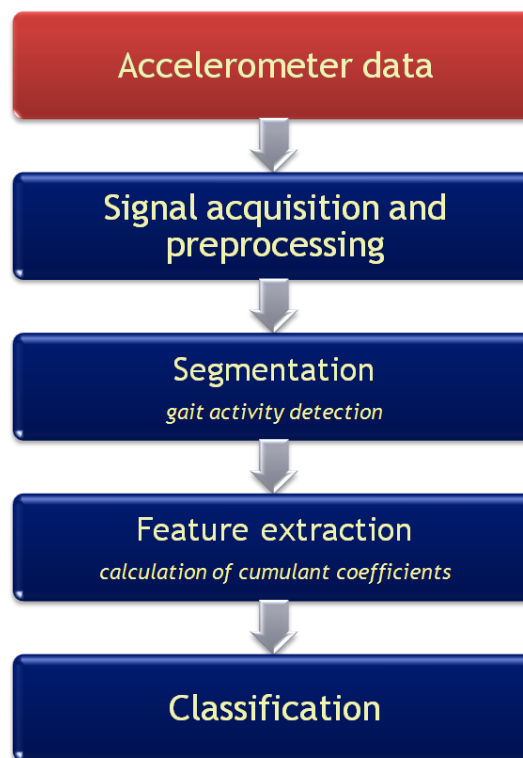 Accelerometer data
Signal acquisition and
preprocessing
Segmentation
gait activity detection
Feature extraction
calculation of cumulant coefficients
Classification